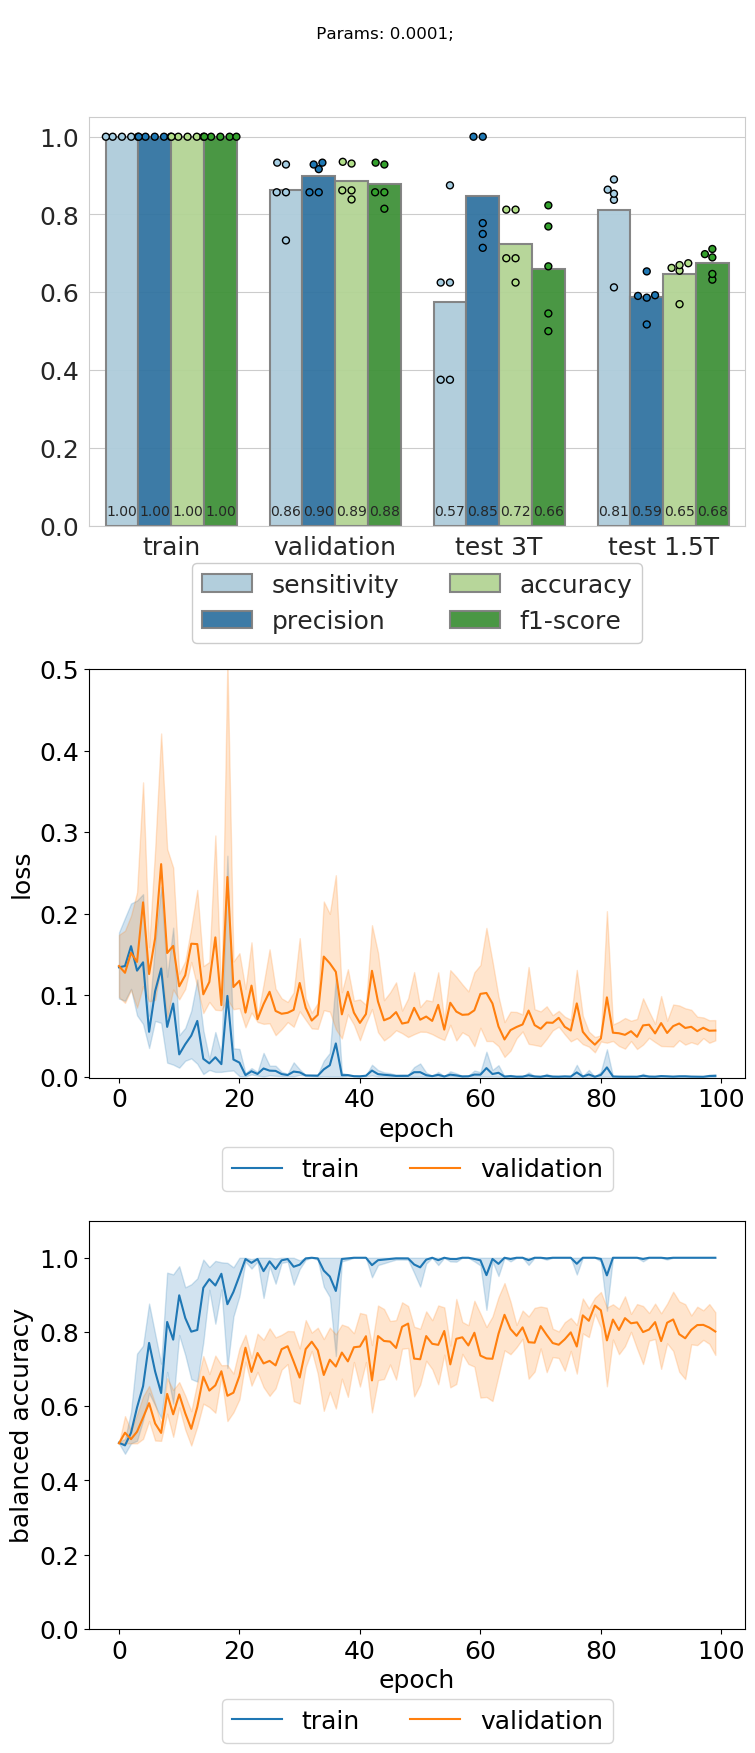 Params: 0.0001;
1.0
0.8
0.6
0.4
0.2
0.0
1.00 1.00 1.00 1.00 0.86 0.90 0.89 0.88 0.57 0.85 0.72 0.66 0.81 0.59 0.65 0.68
train validation test 3T test 1.5T
sensitivity accuracy
precision f1-score
0.5
0.4
0.3
0.2
0.1
0.0
loss
0 20 40 60 80 100
epoch
train validation
1.0
0.8
0.6
0.4
0.2
0.0
balanced accuracy
0 20 40 60 80 100
epoch
train validation